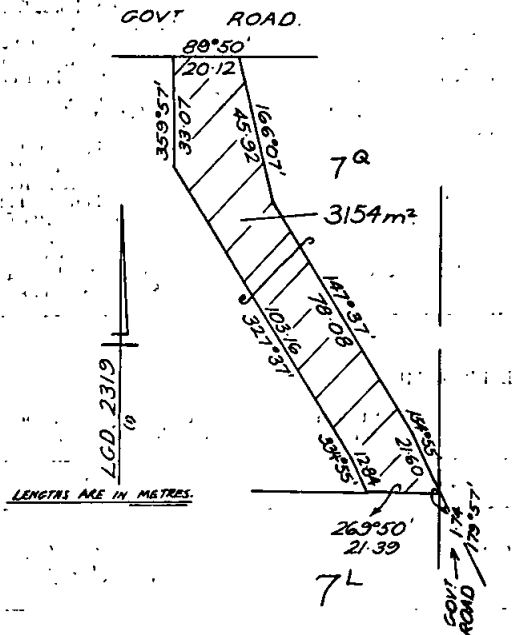 GOVT ROAD.
89°50'
20.12
359°57'
33.07
166°07'
45.92
7Q
3154m²
147°37'
78.08
103.16
327°37'
LGD. 2319
(1)
154°55'
21.60
334°55'
12.84
LENGTHS ARE IN METRES.
269°50'
21.39
1.74
179°57'
7L
GOVT
ROAD